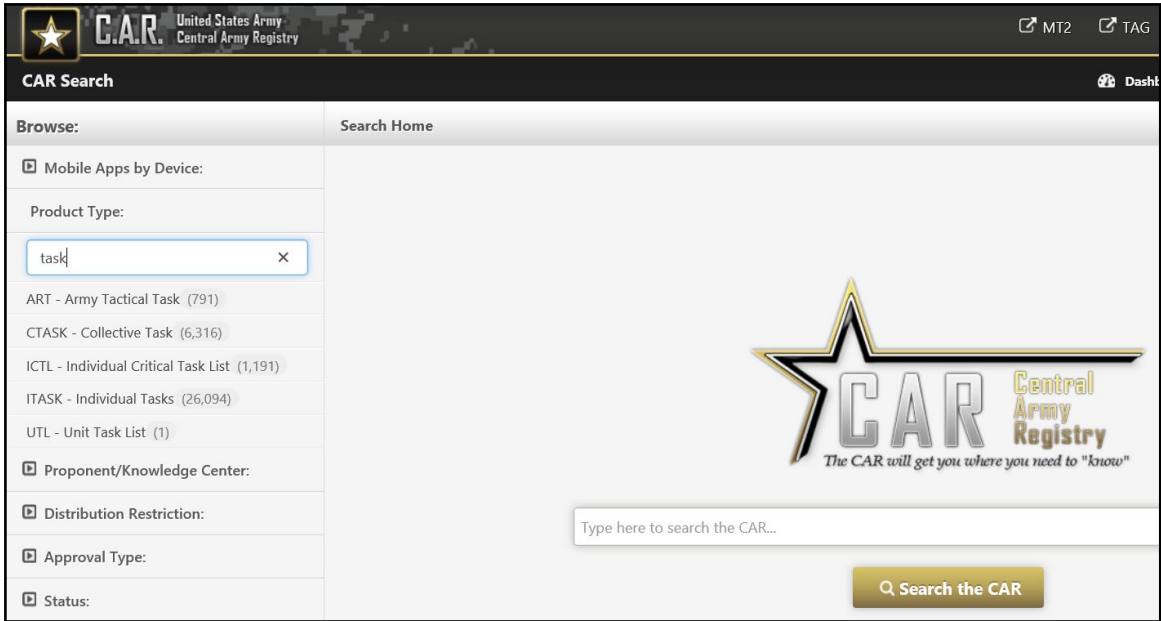 C.A.R. United States Army
Central Army Registry
MT2 TAG
CAR Search
Browse:
Search Home
Mobile Apps by Device:
Product Type:
task
ART - Army Tactical Task (791)
CTASK - Collective Task (6,316)
ICTL - Individual Critical Task List (1,191)
ITASK - Individual Tasks (26,094)
UTL - Unit Task List (1)
Proponent/Knowledge Center:
Distribution Restriction:
Approval Type:
Status:
CAR Central
Army
Registry
The CAR will get you where you need to "know"
Type here to search the CAR...
Search the CAR